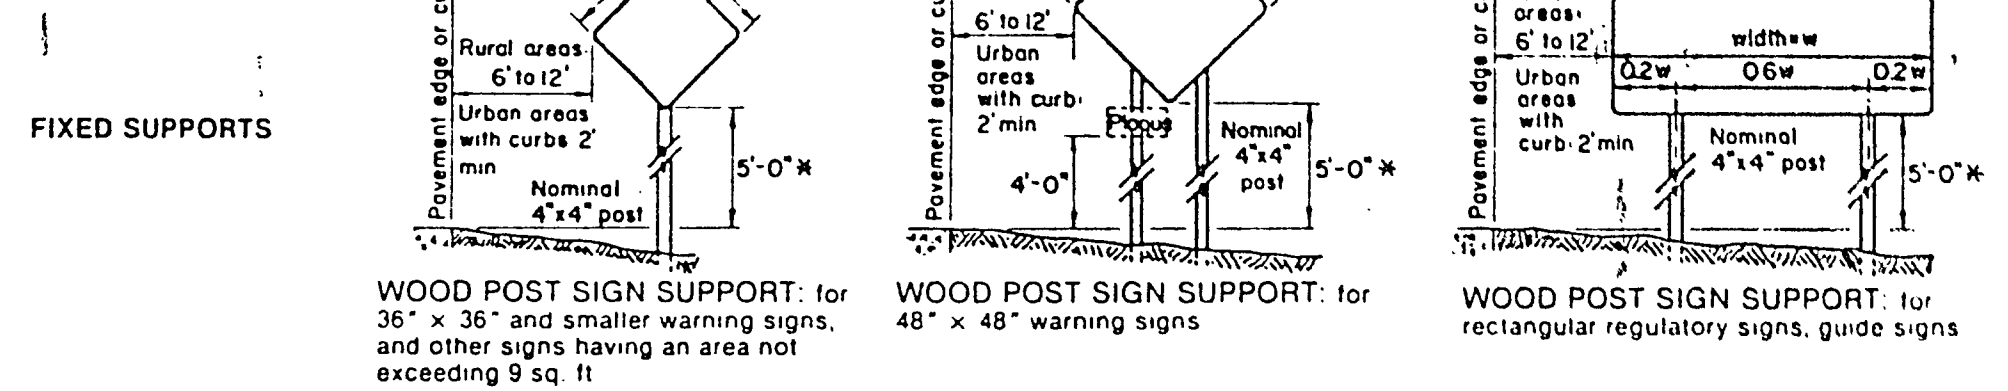 FIXED SUPPORTS
Pavement edge or
Rural areas
6' to 12'
Urban areas
with curbs 2'
min
Nominal
4"x4" post
5'-0" *
WOOD POST SIGN SUPPORT: for
36" x 36" and smaller warning signs,
and other signs having an area not
exceeding 9 sq. ft
Pavement edge or
6' to 12'
Urban
areas
with curb
2' min
Plaque
4'-0"
Nominal
4"x4"
post
5'-0" *
WOOD POST SIGN SUPPORT: for
48" x 48" warning signs
Pavement edge or
areas
6' to 12'
Urban
areas
with
curb 2' min
width=w
0.2w
0.6w
0.2w
Nominal
4"x4" post
5'-0" *
WOOD POST SIGN SUPPORT: for
rectangular regulatory signs, guide signs